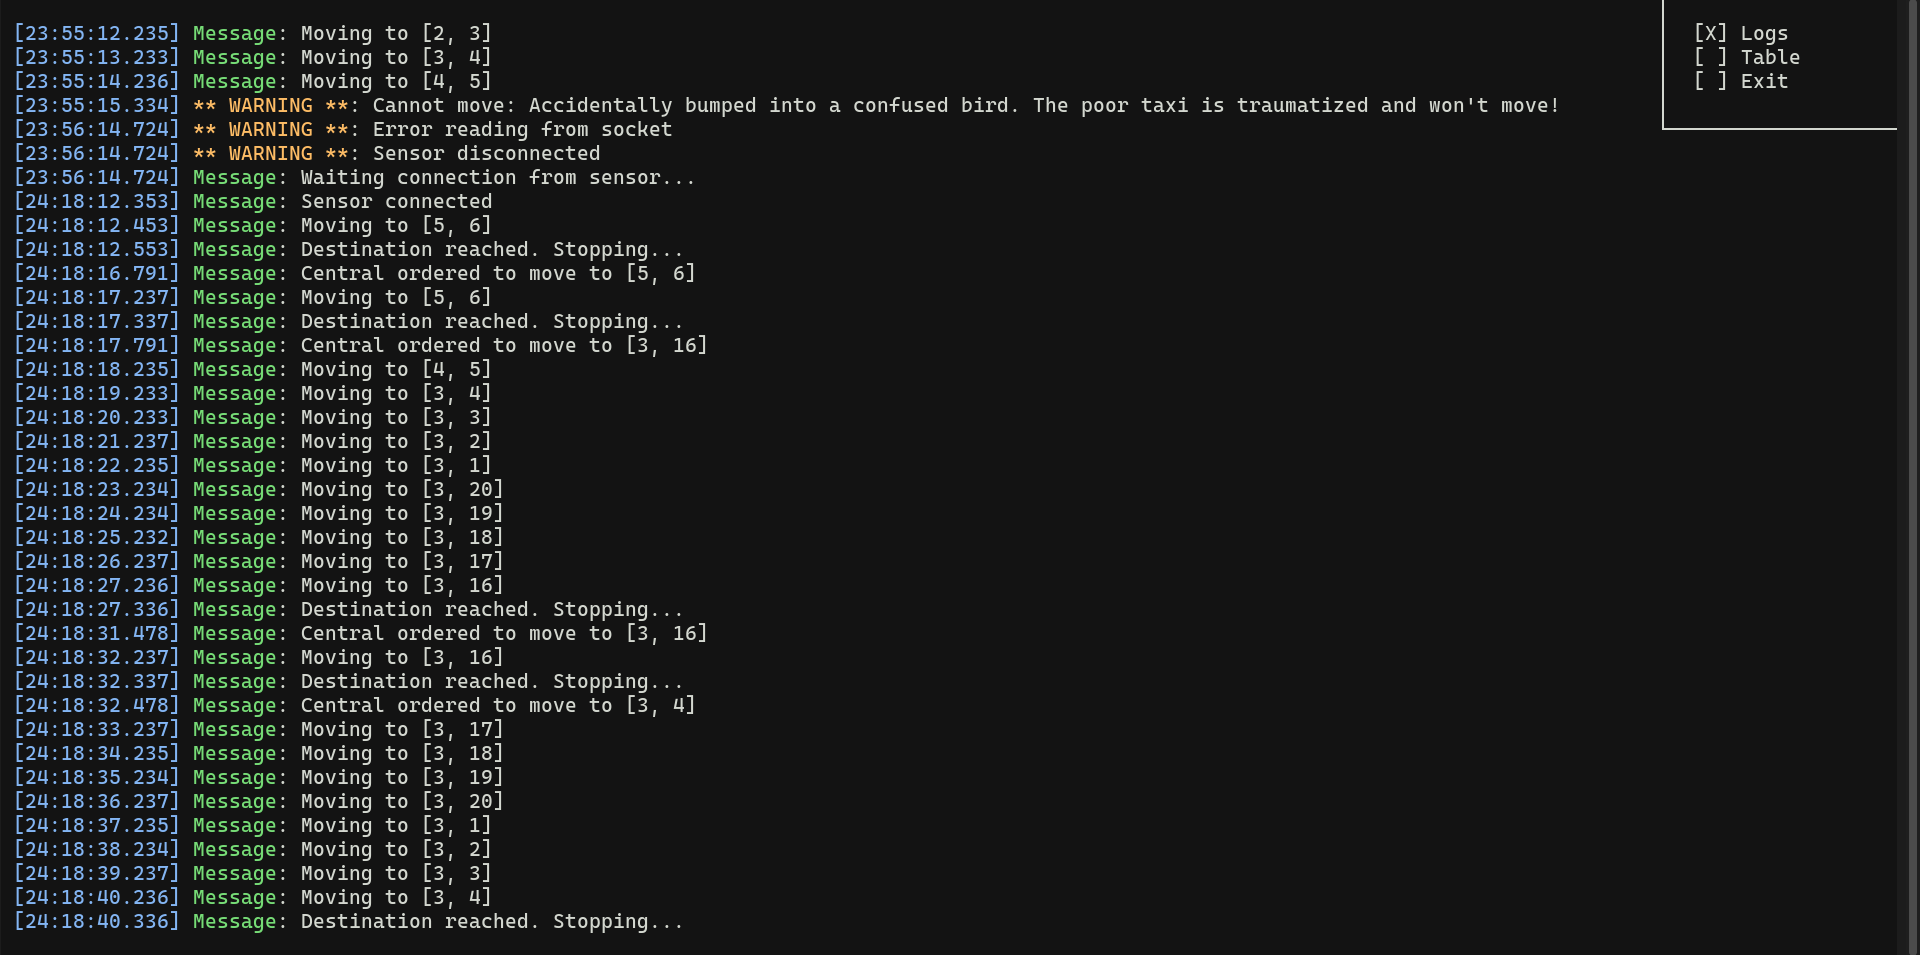 [23:55:12.235] Message: Moving to [2, 3]
[23:55:13.233] Message: Moving to [3, 4]
[23:55:14.236] Message: Moving to [4, 5]
[23:55:15.334] ** WARNING **: Cannot move: Accidentally bumped into a confused bird. The poor taxi is traumatized and won't move!
[23:56:14.724] ** WARNING **: Error reading from socket
[23:56:14.724] ** WARNING **: Sensor disconnected
[23:56:14.724] Message: Waiting connection from sensor...
[24:18:12.353] Message: Sensor connected
[24:18:12.453] Message: Moving to [5, 6]
[24:18:12.553] Message: Destination reached. Stopping...
[24:18:16.791] Message: Central ordered to move to [5, 6]
[24:18:17.237] Message: Moving to [5, 6]
[24:18:17.337] Message: Destination reached. Stopping...
[24:18:17.791] Message: Central ordered to move to [3, 16]
[24:18:18.235] Message: Moving to [4, 5]
[24:18:19.233] Message: Moving to [3, 4]
[24:18:20.233] Message: Moving to [3, 3]
[24:18:21.237] Message: Moving to [3, 2]
[24:18:22.235] Message: Moving to [3, 1]
[24:18:23.234] Message: Moving to [3, 20]
[24:18:24.234] Message: Moving to [3, 19]
[24:18:25.232] Message: Moving to [3, 18]
[24:18:26.237] Message: Moving to [3, 17]
[24:18:27.236] Message: Moving to [3, 16]
[24:18:27.336] Message: Destination reached. Stopping...
[24:18:31.478] Message: Central ordered to move to [3, 16]
[24:18:32.237] Message: Moving to [3, 16]
[24:18:32.337] Message: Destination reached. Stopping...
[24:18:32.478] Message: Central ordered to move to [3, 4]
[24:18:33.237] Message: Moving to [3, 17]
[24:18:34.235] Message: Moving to [3, 18]
[24:18:35.234] Message: Moving to [3, 19]
[24:18:36.237] Message: Moving to [3, 20]
[24:18:37.235] Message: Moving to [3, 1]
[24:18:38.234] Message: Moving to [3, 2]
[24:18:39.237] Message: Moving to [3, 3]
[24:18:40.236] Message: Moving to [3, 4]
[24:18:40.336] Message: Destination reached. Stopping...
[X] Logs
[ ] Table
[ ] Exit